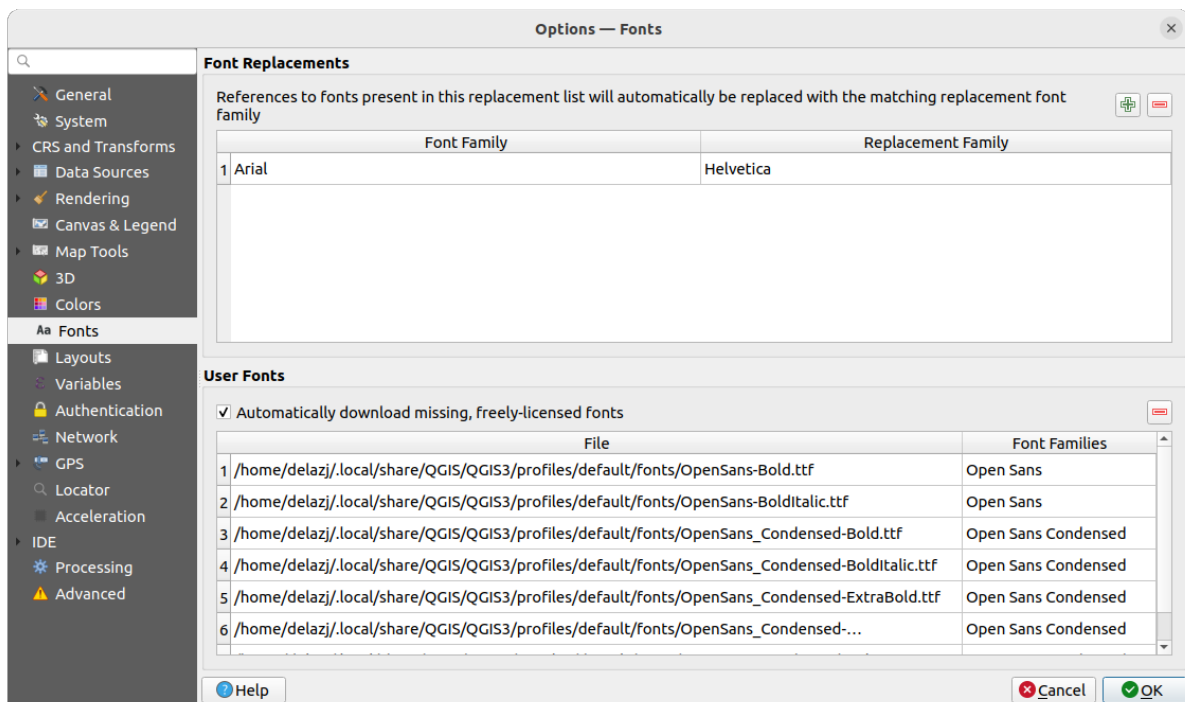 Options — Fonts
General
System
CRS and Transforms
Data Sources
Rendering
Canvas & Legend
Map Tools
3D
Colors
Aa Fonts
Layouts
Variables
Authentication
Network
GPS
Locator
Acceleration
IDE
Processing
Advanced
Font Replacements
References to fonts present in this replacement list will automatically be replaced with the matching replacement font
family
Font Family Replacement Family
1 Arial Helvetica
User Fonts
Automatically download missing, freely-licensed fonts
File Font Families
1 /home/delazj/.local/share/QGIS/QGIS3/profiles/default/fonts/OpenSans-Bold.ttf Open Sans
2 /home/delazj/.local/share/QGIS/QGIS3/profiles/default/fonts/OpenSans-BoldItalic.ttf Open Sans
3 /home/delazj/.local/share/QGIS/QGIS3/profiles/default/fonts/OpenSans_Condensed-Bold.ttf Open Sans Condensed
4 /home/delazj/.local/share/QGIS/QGIS3/profiles/default/fonts/OpenSans_Condensed-BoldItalic.ttf Open Sans Condensed
5 /home/delazj/.local/share/QGIS/QGIS3/profiles/default/fonts/OpenSans_Condensed-ExtraBold.ttf Open Sans Condensed
6 /home/delazj/.local/share/QGIS/QGIS3/profiles/default/fonts/OpenSans_Condensed-… Open Sans Condensed
Help Cancel OK